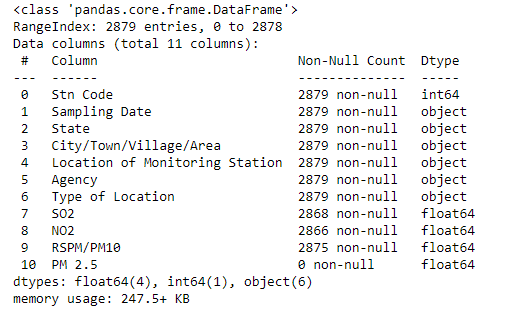 <class 'pandas.core.frame.DataFrame'>
RangeIndex: 2879 entries, 0 to 2878
Data columns (total 11 columns):
 #   Column                          Non-Null Count  Dtype
---  ------                          --------------  -----
 0   Stn Code                        2879 non-null   int64
 1   Sampling Date                   2879 non-null   object
 2   State                           2879 non-null   object
 3   City/Town/Village/Area          2879 non-null   object
 4   Location of Monitoring Station  2879 non-null   object
 5   Agency                          2879 non-null   object
 6   Type of Location                2879 non-null   object
 7   SO2                             2868 non-null   float64
 8   NO2                             2866 non-null   float64
 9   RSPM/PM10                       2875 non-null   float64
 10  PM 2.5                          0 non-null      float64
dtypes: float64(4), int64(1), object(6)
memory usage: 247.5+ KB